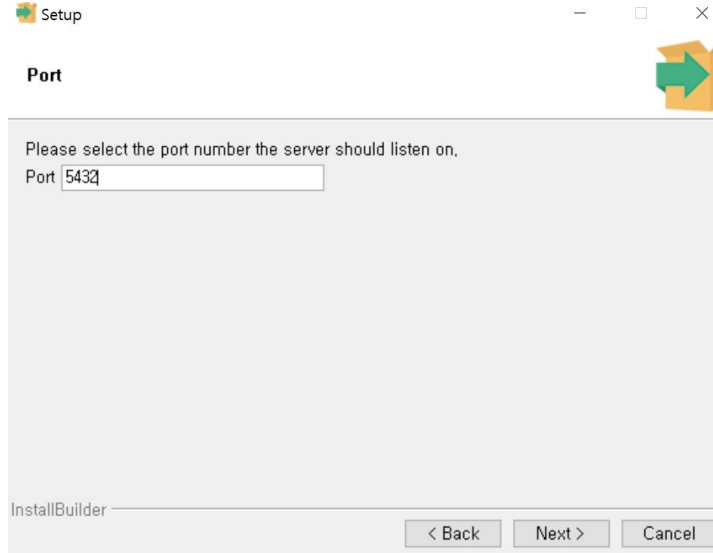 Setup
Port
Please select the port number the server should listen on,
Port 5432
InstallBuilder
< Back
Next >
Cancel